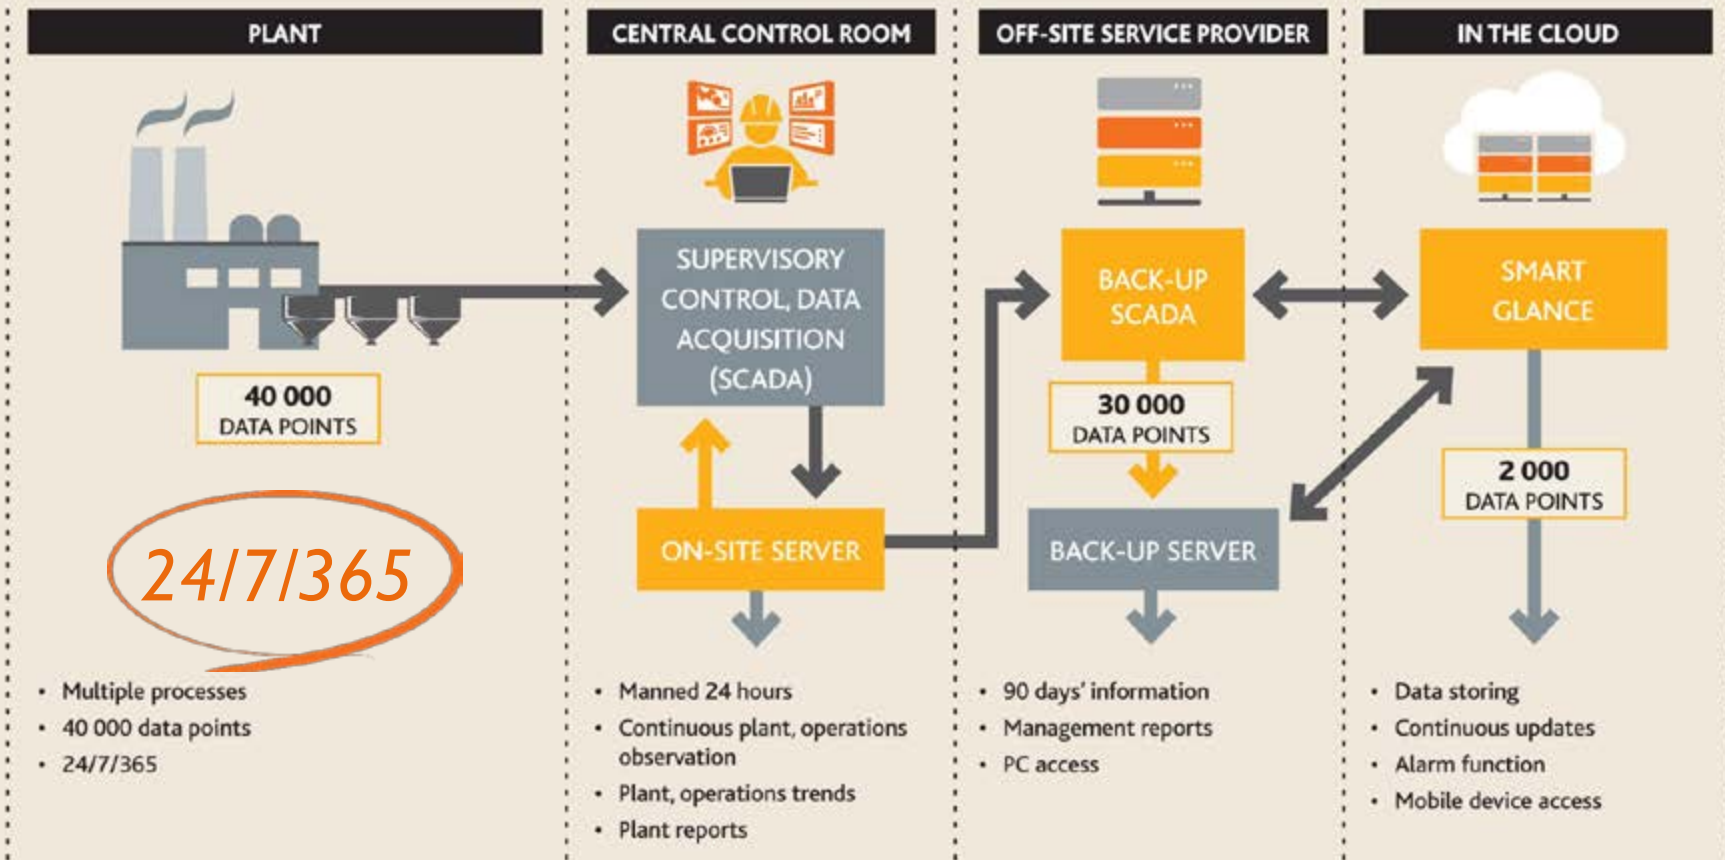 PLANT
40 000
DATA POINTS
24/7/365
• Multiple processes
• 40 000 data points
• 24/7/365
CENTRAL CONTROL ROOM
SUPERVISORY
CONTROL, DATA
ACQUISITION
(SCADA)
ON-SITE SERVER
• Manned 24 hours
• Continuous plant, operations
observation
• Plant, operations trends
• Plant reports
OFF-SITE SERVICE PROVIDER
BACK-UP
SCADA
30 000
DATA POINTS
BACK-UP SERVER
• 90 days' information
• Management reports
• PC access
IN THE CLOUD
SMART
GLANCE
2 000
DATA POINTS
• Data storing
• Continuous updates
• Alarm function
• Mobile device access